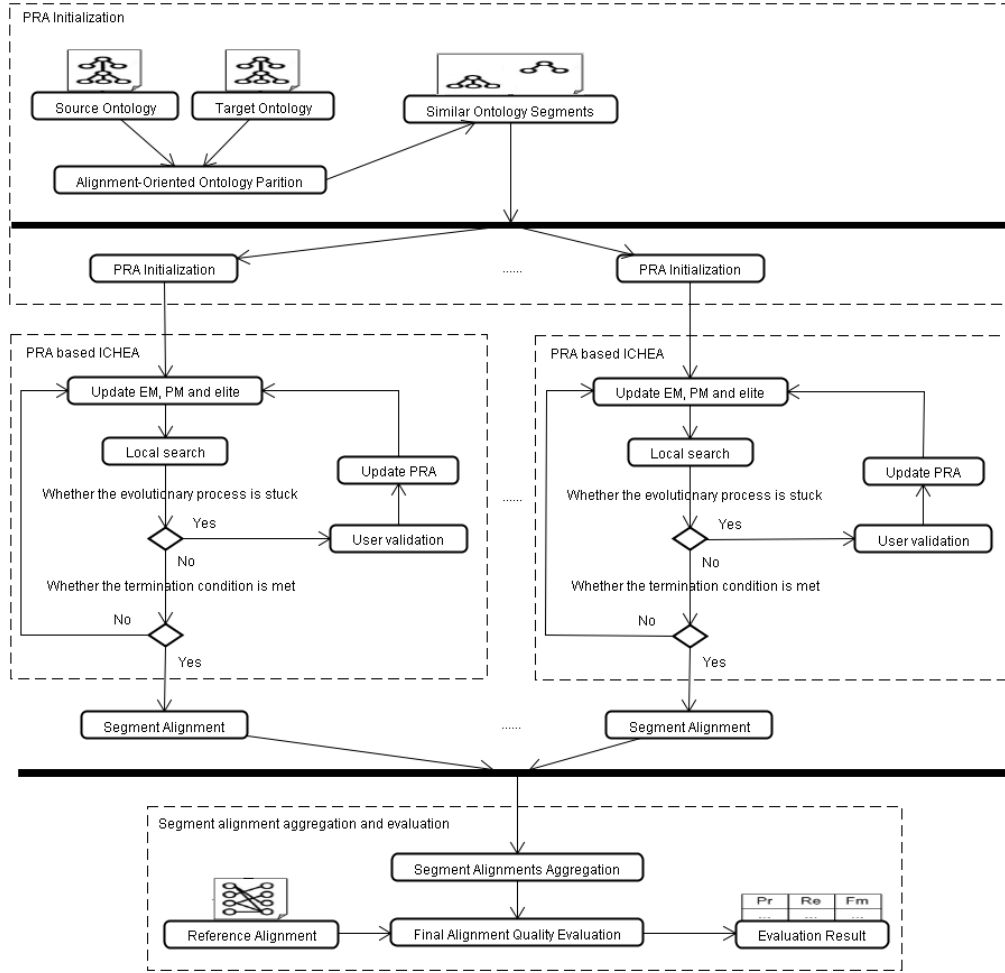 PRA Initialization
Source Ontology
Target Ontology
Similar Ontology Segments
Alignment-Oriented Ontology Parition
PRA Initialization
......
PRA Initialization
PRA based ICHEA
Update EM, PM and elite
Local search
Update PRA
Whether the evolutionary process is stuck
Yes
User validation
No
Whether the termination condition is met
No
Yes
......
PRA based ICHEA
Update EM, PM and elite
Local search
Update PRA
Whether the evolutionary process is stuck
Yes
User validation
No
Whether the termination condition is met
No
Yes
Segment Alignment
......
Segment Alignment
Segment alignment aggregation and evaluation
Segment Alignments Aggregation
Pr Re Fm
... ... ...
Reference Alignment
Final Alignment Quality Evaluation
Evaluation Result